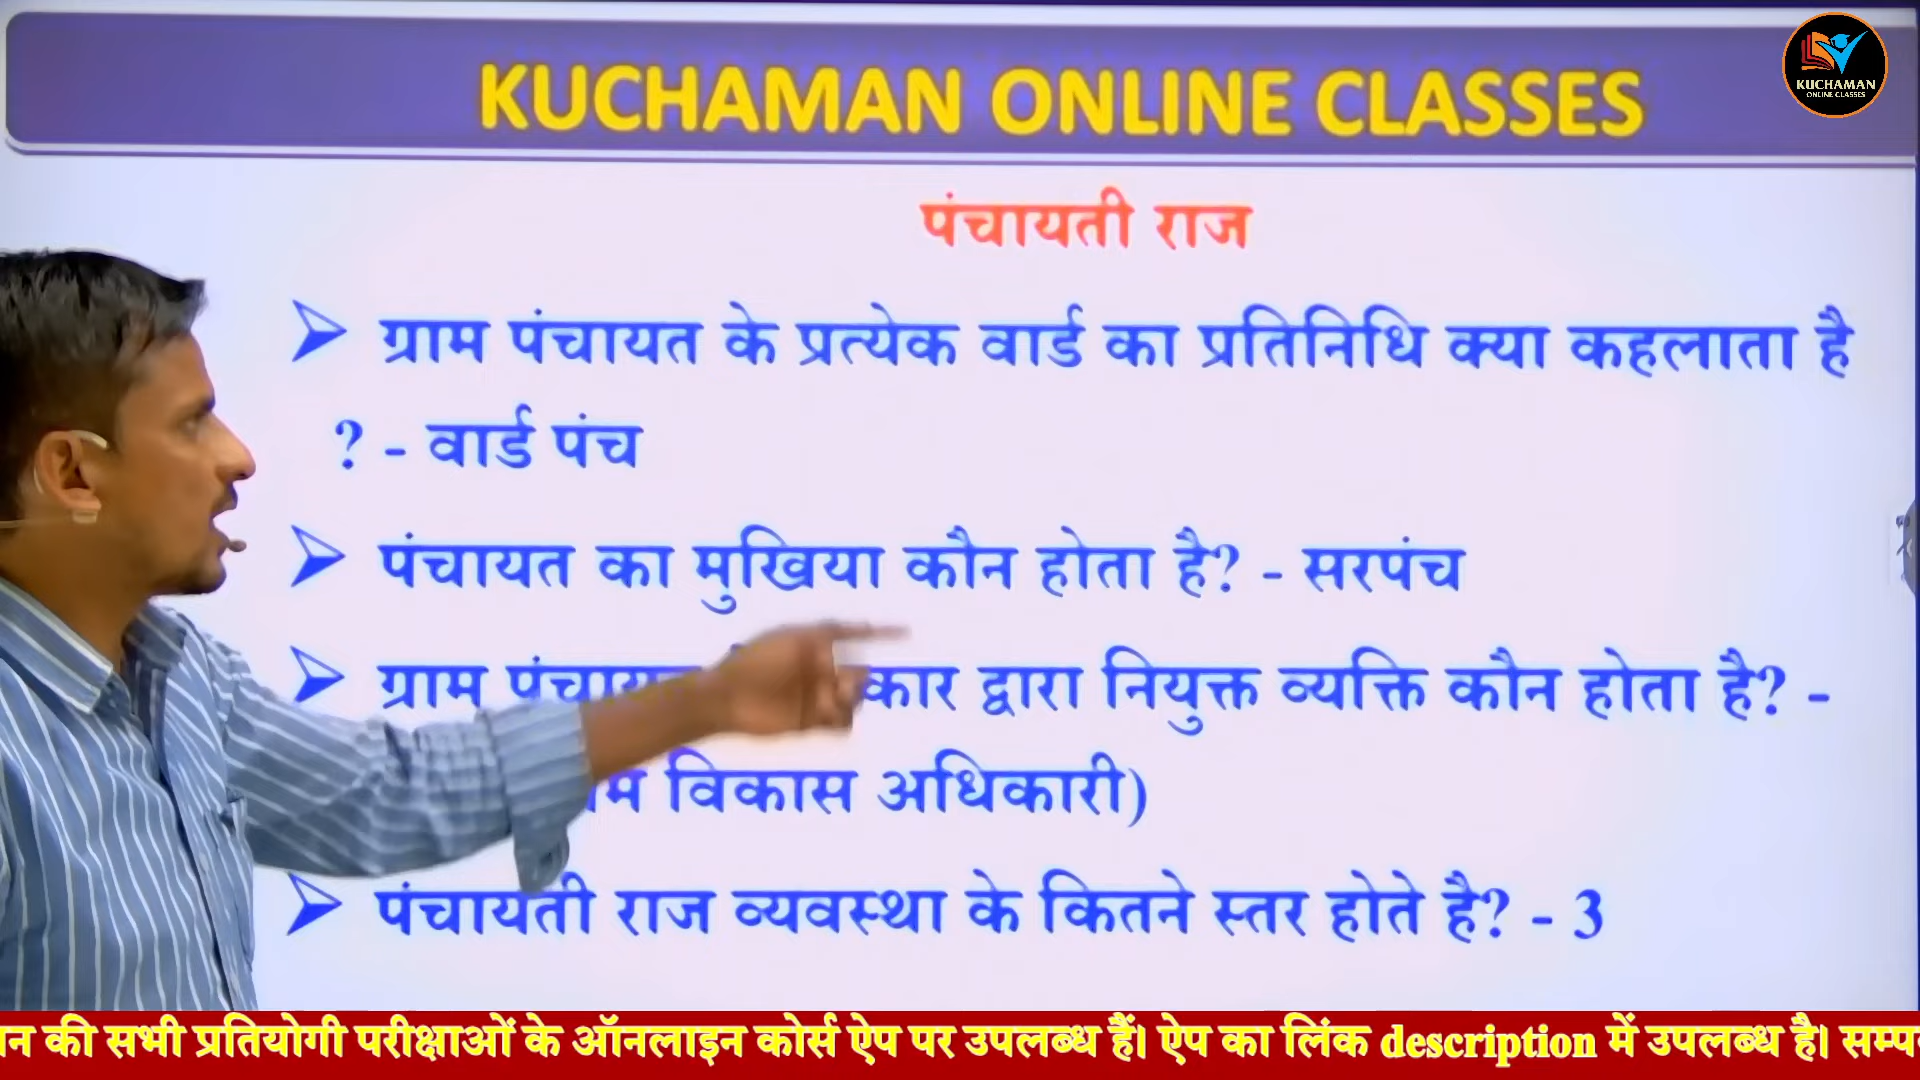 KUCHAMAN ONLINE CLASSES
KUCHAMAN
ONLINE CLASSES
पंचायती राज
ग्राम पंचायत के प्रत्येक वार्ड का प्रतिनिधि क्या कहलाता है
? - वार्ड पंच
पंचायत का मुखिया कौन होता है? - सरपंच
ग्राम द्वारा नियुक्त व्यक्ति कौन होता है? -
विकास अधिकारी)
पंचायती राज व्यवस्था के कितने स्तर होते है? - 3
की सभी प्रतियोगी परीक्षाओं के ऑनलाइन कोर्स ऐप पर उपलब्ध हैं। ऐप का लिंक description में उपलब्ध है।